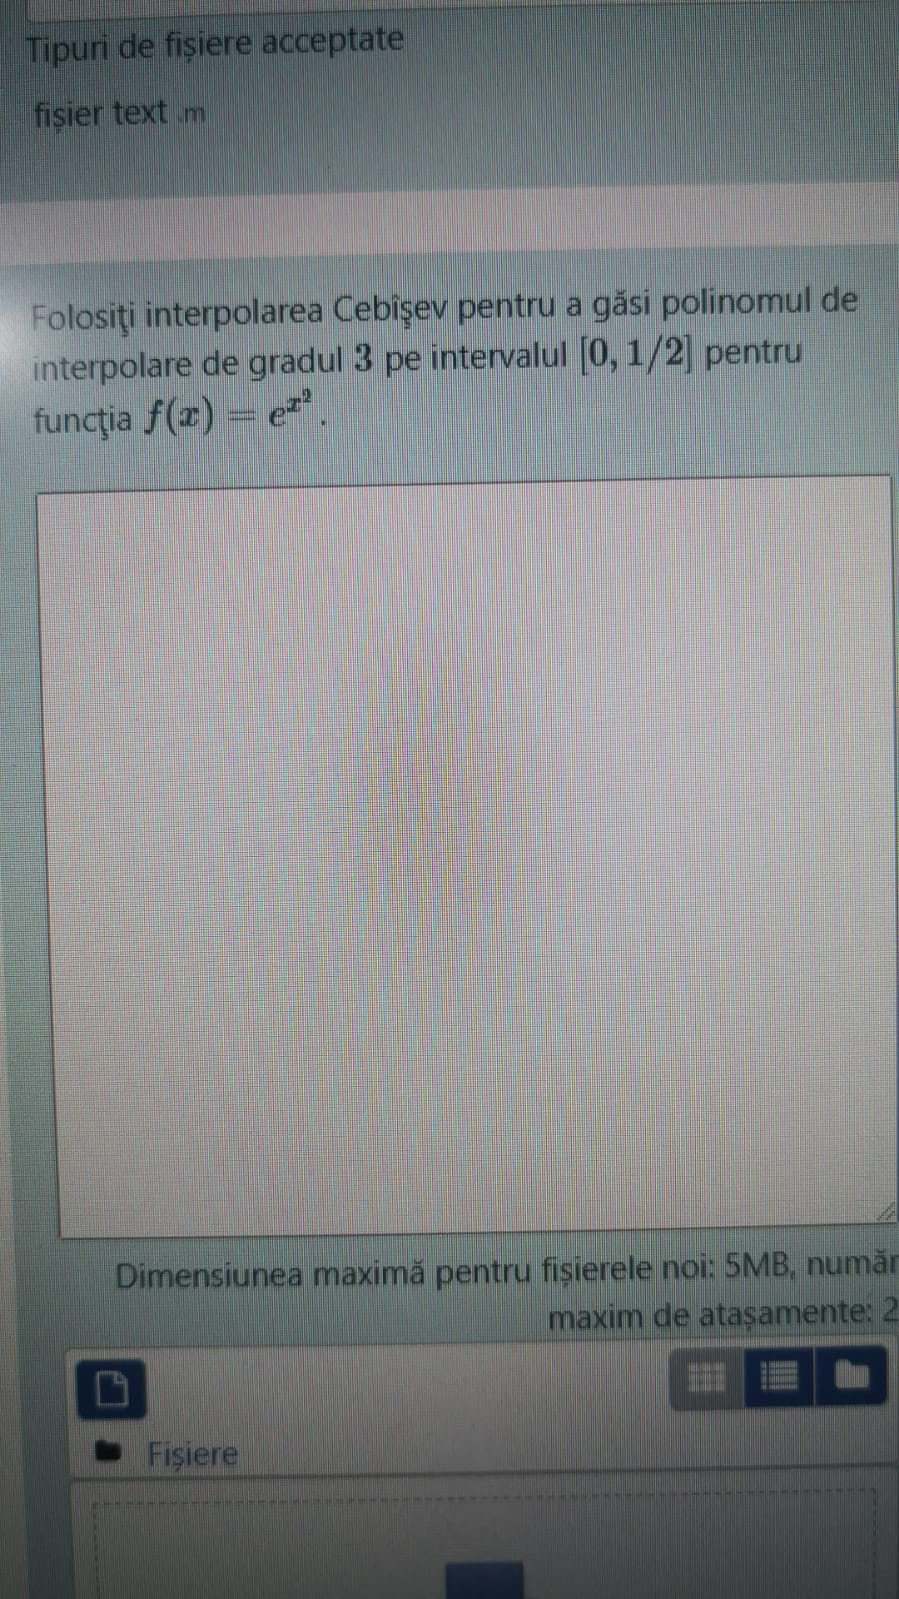 Tipuri de fișiere acceptate
fișier text .m
Folosiţi interpolarea Cebîşev pentru a găsi polinomul de
interpolare de gradul 3 pe intervalul [0, 1/2] pentru
funcţia f(x) = e^{x^2}.
Dimensiunea maximă pentru fișierele noi: 5MB, număr
maxim de atașamente: 2
Fișiere